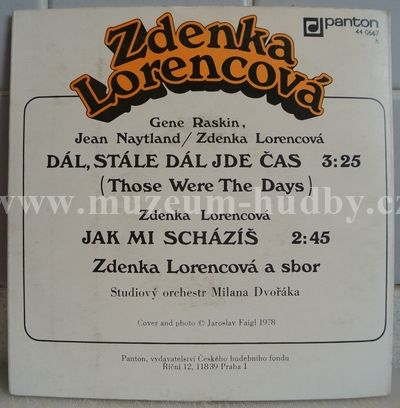 Zdenka
Lorencová
panton
44 0667
h
Gene Raskin,
Jean Naytland/Zdenka Lorencová
DÁL, STÁLE DÁL JDE ČAS 3:25
(Those Were The Days)
www.muzeum-hudby.cz
Zdenka Lorencová
JAK MI SCHÁZÍŠ 2:45
Zdenka Lorencová a sbor
Studiový orchestr Milana Dvořáka
Cover and photo © Jaroslav Faigl 1978
Panton, vydavatelství Českého hudebního fondu
Říční 12, 118 39 Praha 1